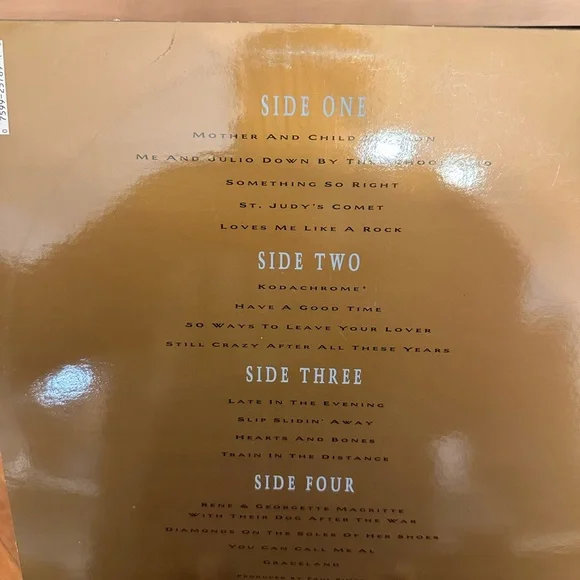 SIDE ONE
MOTHER AND CHILD
ME AND JULIO DOWN BY THE
SOMETHING SO RIGHT
ST. JUDY'S COMET
LOVES ME LIKE A ROCK
SIDE TWO
KODACHROME*
HAVE A GOOD TIME
50 WAYS TO LEAVE YOUR LOVER
STILL CRAZY AFTER ALL THESE YEARS
SIDE THREE
LATE IN THE EVENING
SLIP SLIDIN' AWAY
HEARTS AND BONES
TRAIN IN THE DISTANCE
SIDE FOUR
RENE & GEORGETTE MAGRITTE
WITH THEIR DOG AFTER THE WAR
DIAMONDS ON THE SOLES OF HER SHOES
YOU CAN CALL ME AL
GRACELAND
PRODUCED BY PAUL